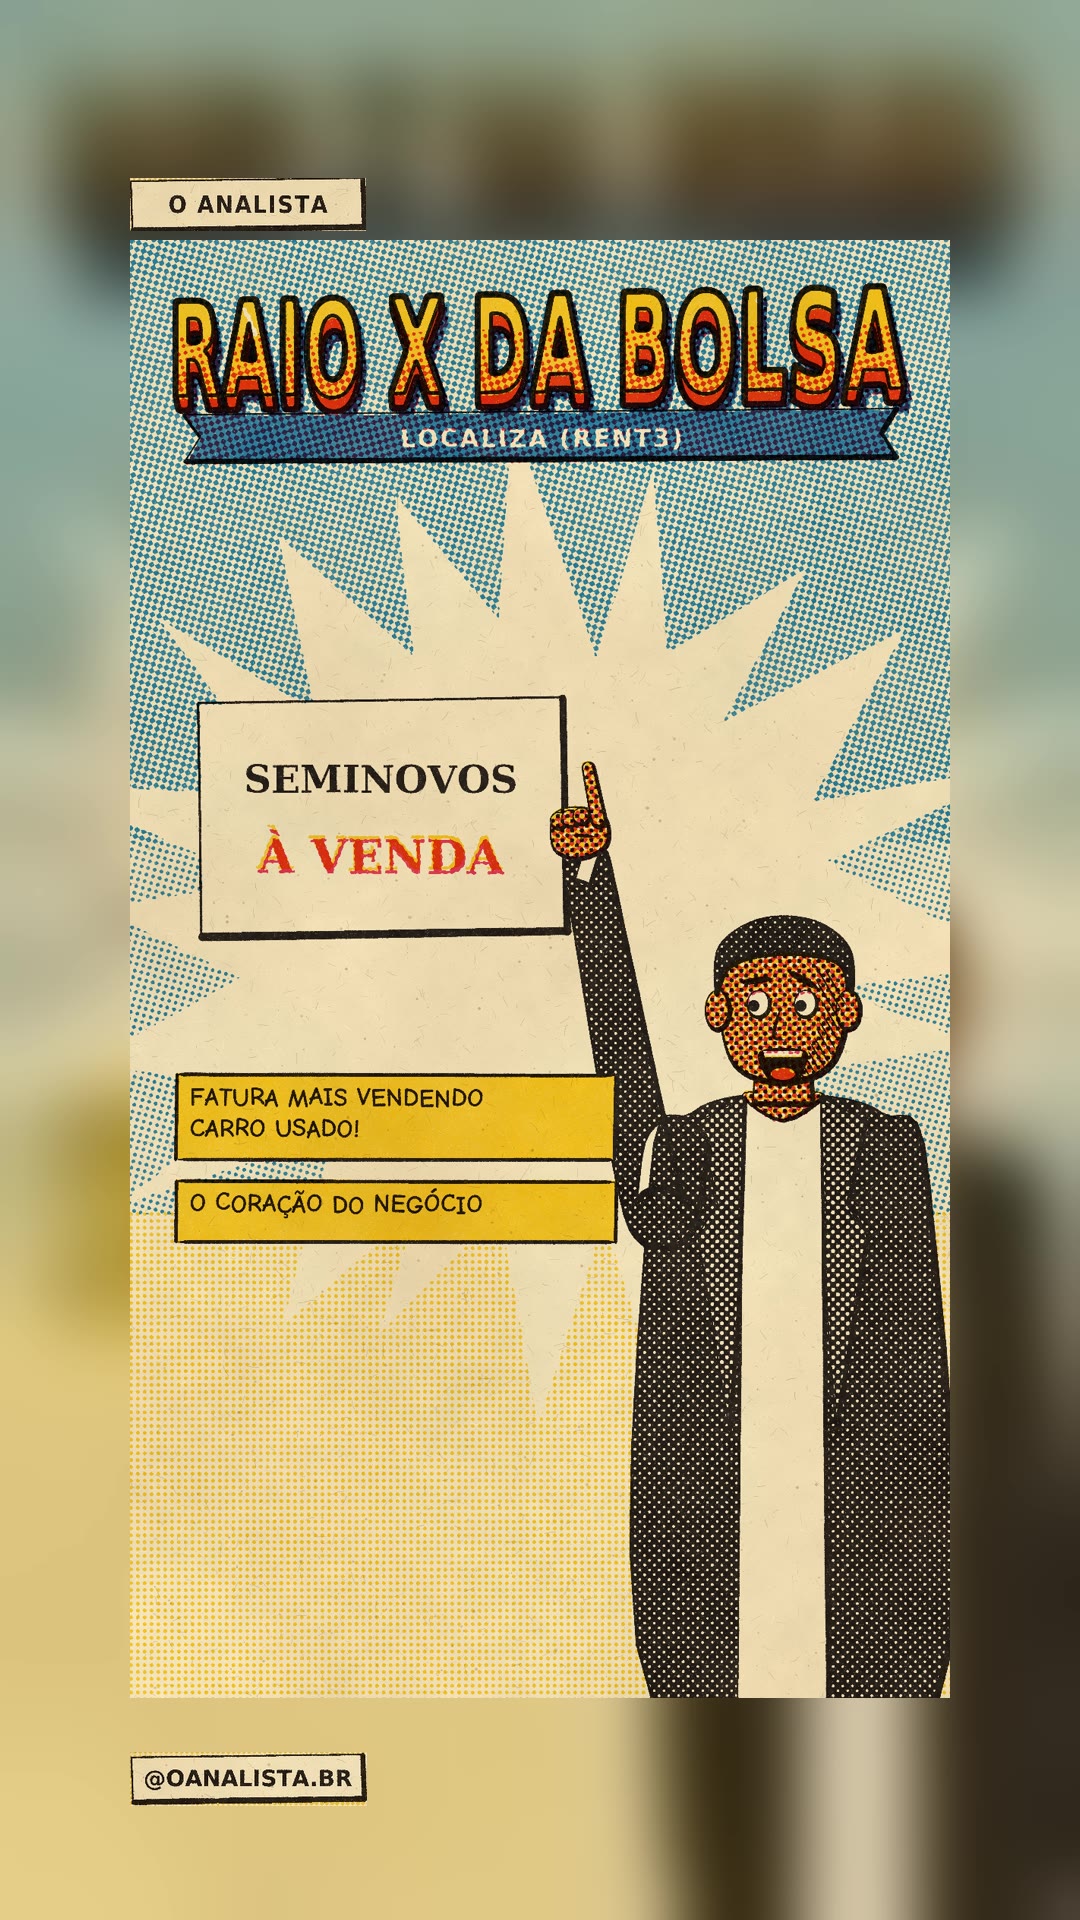 O ANALISTA
RAIO X DA BOLSA
LOCALIZA (RENT3)
SEMINOVOS
À VENDA
FATURA MAIS VENDENDO
CARRO USADO!
O CORAÇÃO DO NEGÓCIO
@OANALISTA.BR